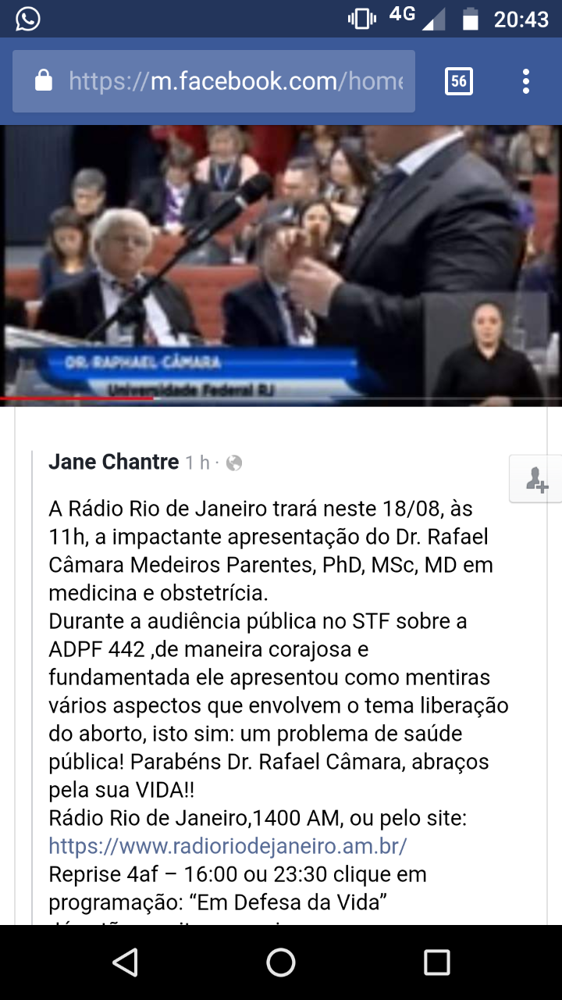 4G
20:43
https://m.facebook.com/home
56
DR. RAPHAEL CÂMARA
Universidade Federal RJ
Jane Chantre 1 h ·
A Rádio Rio de Janeiro trará neste 18/08, às
11h, a impactante apresentação do Dr. Rafael
Câmara Medeiros Parentes, PhD, MSc, MD em
medicina e obstetrícia.
Durante a audiência pública no STF sobre a
ADPF 442 ,de maneira corajosa e
fundamentada ele apresentou como mentiras
vários aspectos que envolvem o tema liberação
do aborto, isto sim: um problema de saúde
pública! Parabéns Dr. Rafael Câmara, abraços
pela sua VIDA!!
Rádio Rio de Janeiro,1400 AM, ou pelo site:
https://www.radioriodejaneiro.am.br/
Reprise 4af – 16:00 ou 23:30 clique em
programação: “Em Defesa da Vida”